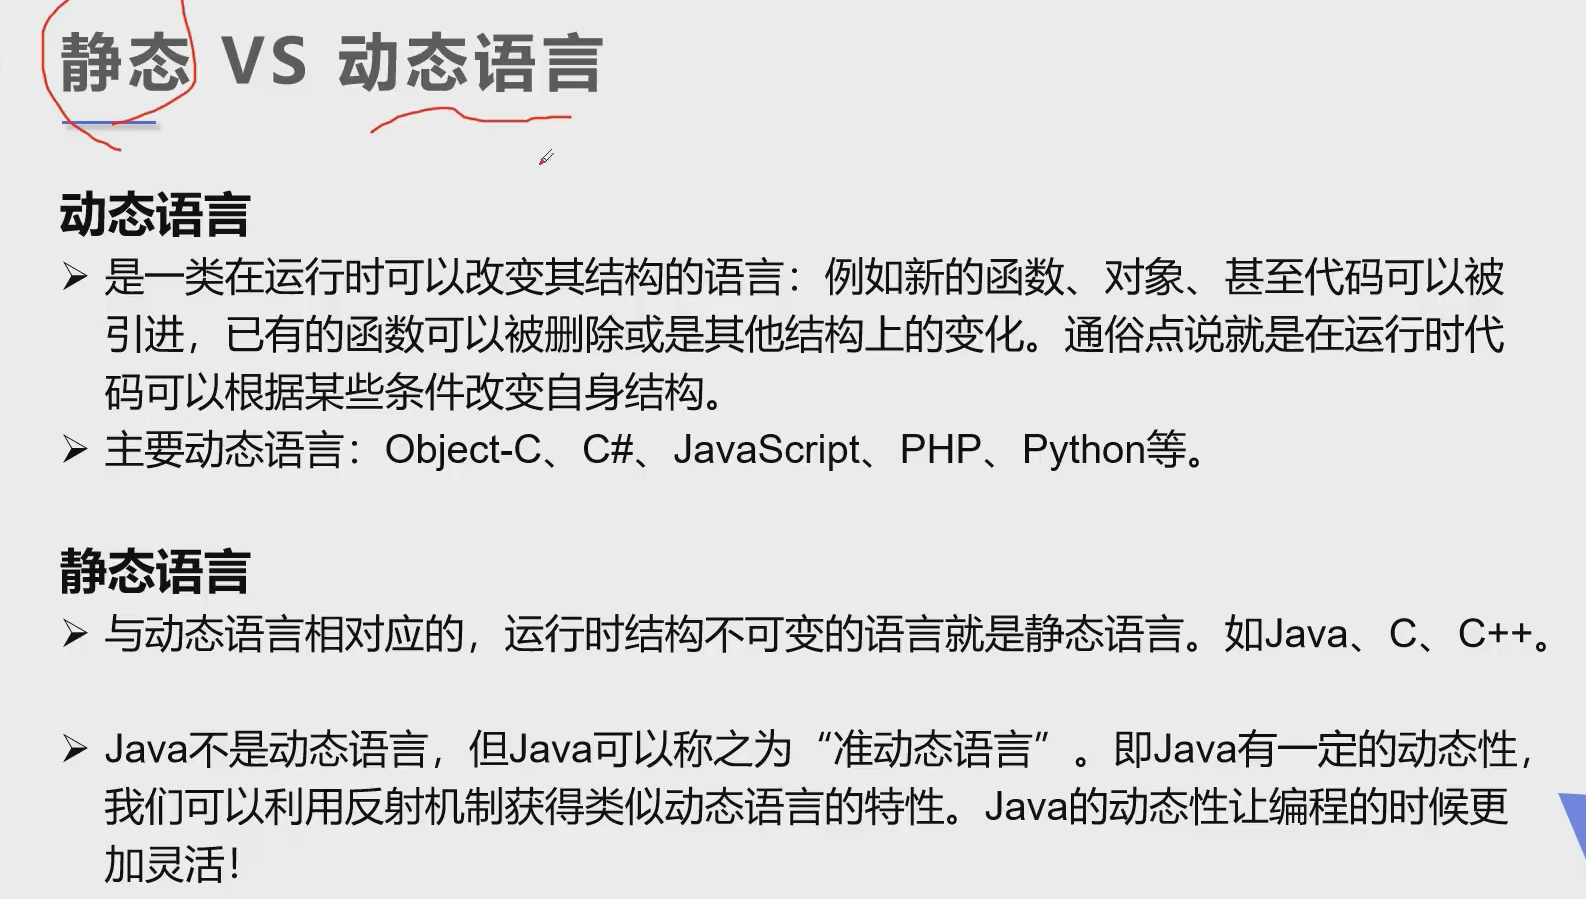 静态 VS 动态语言
动态语言
➢ 是一类在运行时可以改变其结构的语言：例如新的函数、对象、甚至代码可以被
引进，已有的函数可以被删除或是其他结构上的变化。通俗点说就是在运行时代
码可以根据某些条件改变自身结构。
➢ 主要动态语言：Object-C、C#、JavaScript、PHP、Python等。
静态语言
➢ 与动态语言相对应的，运行时结构不可变的语言就是静态语言。如Java、C、C++。
➢ Java不是动态语言，但Java可以称之为“准动态语言”。即Java有一定的动态性，
我们可以利用反射机制获得类似动态语言的特性。Java的动态性让编程的时候更
加灵活！